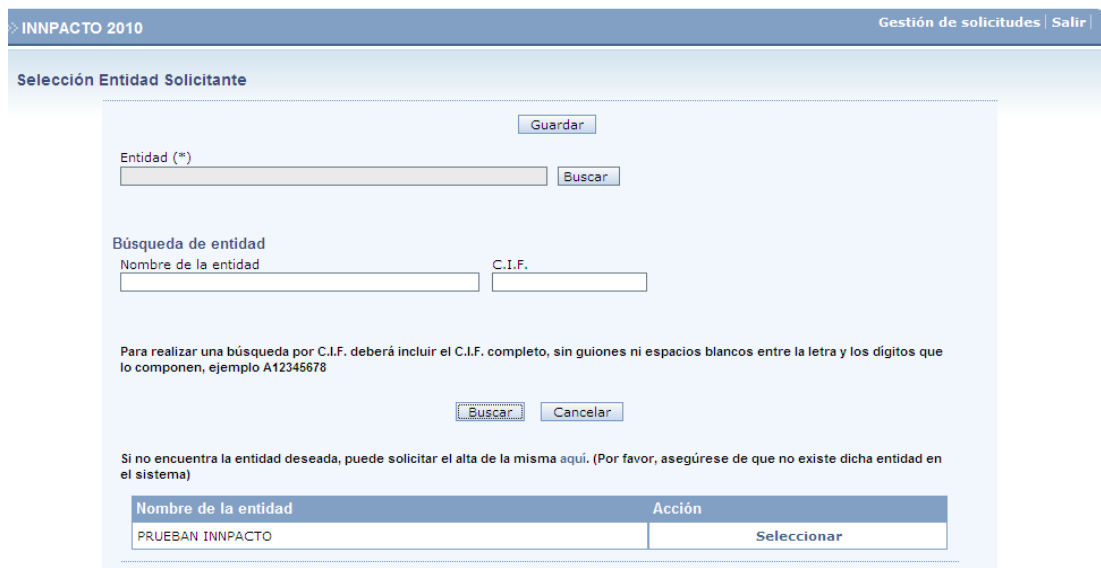 INNPACTO 2010
Gestión de solicitudes | Salir |
Selección Entidad Solicitante
Guardar
Entidad (*)
Buscar
Búsqueda de entidad
Nombre de la entidad C.I.F.
Para realizar una búsqueda por C.I.F. deberá incluir el C.I.F. completo, sin guiones ni espacios blancos entre la letra y los dígitos que
lo componen, ejemplo A12345678
Buscar Cancelar
Si no encuentra la entidad deseada, puede solicitar el alta de la misma aquí. (Por favor, asegúrese de que no existe dicha entidad en
el sistema)
Nombre de la entidad Acción
PRUEBAN INNPACTO Seleccionar